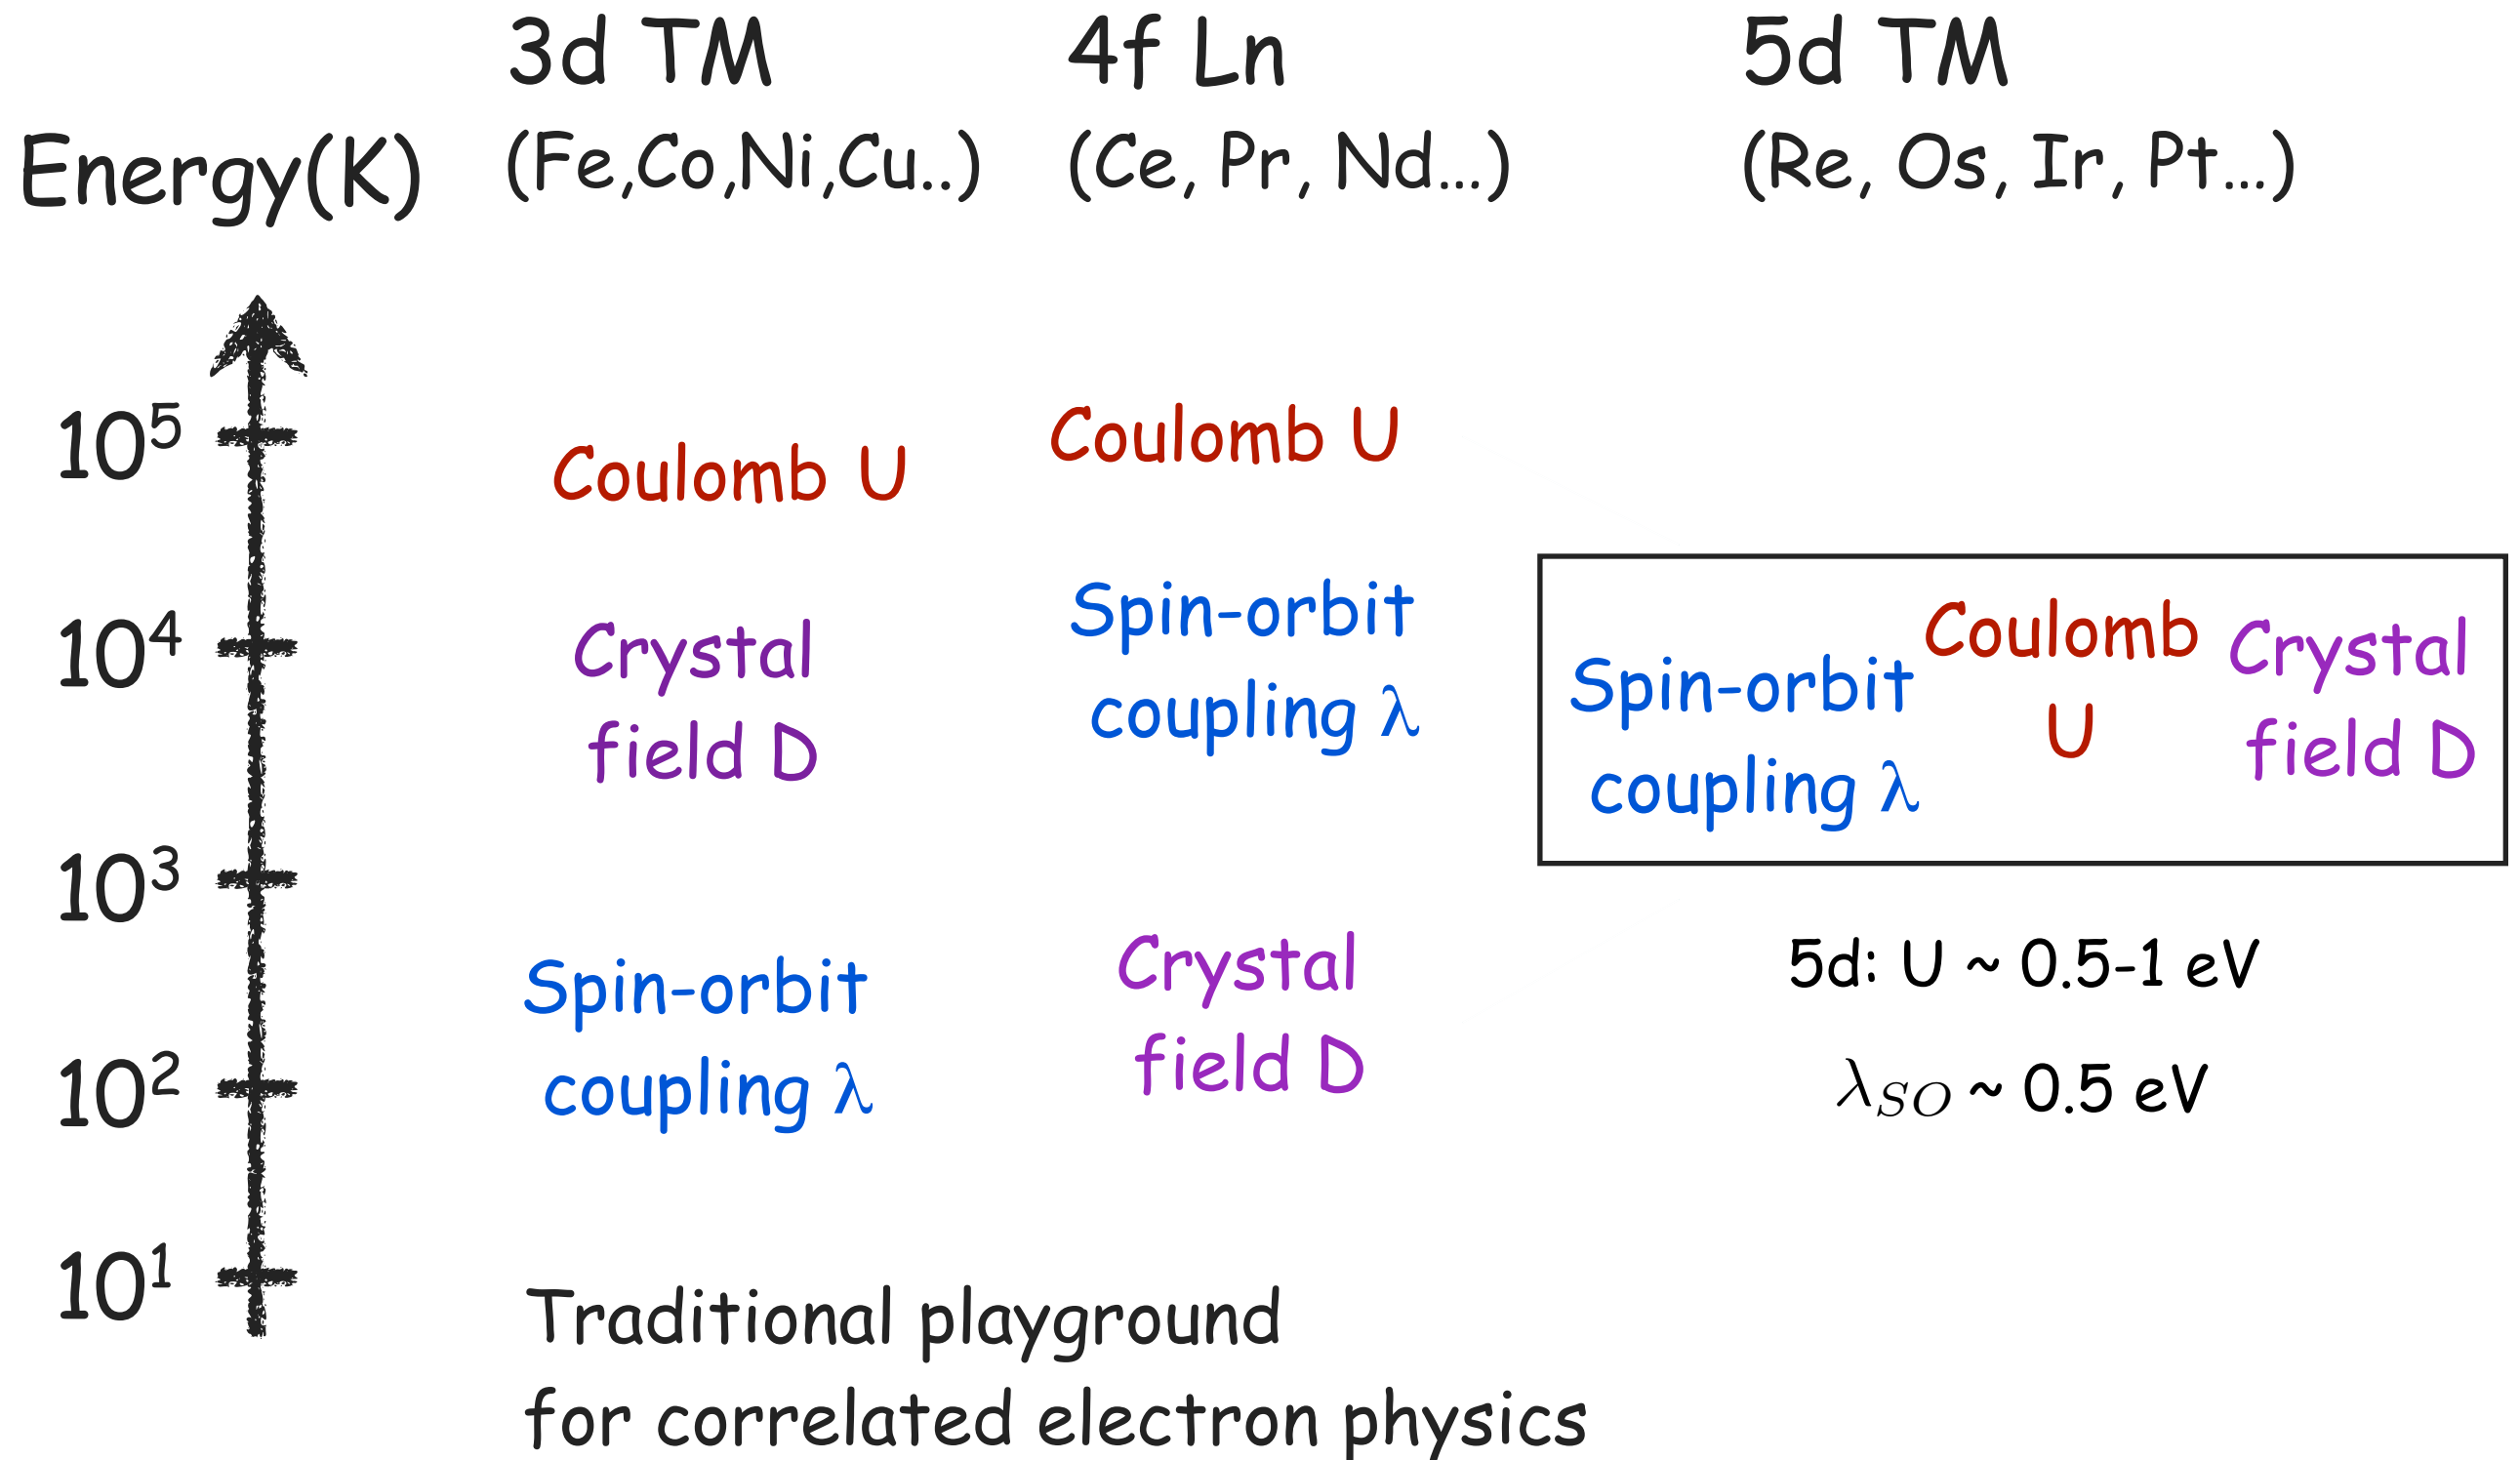 3d TM
4f Ln
5d TM
Energy(K)
(Fe,Co,Ni,Cu..)
(Ce, Pr, Nd...)
(Re, Os, Ir, Pt...)
10⁵
10⁴
10³
10²
10¹
Coulomb U
Crystal
field D
Spin-orbit
coupling λ
Coulomb U
Spin-orbit
coupling λ
Crystal
field D
Spin-orbit
coupling λ
Coulomb
U
Crystal
field D
5d: U ~ 0.5-1 eV
λ_SO ~ 0.5 eV
Traditional playground
for correlated electron physics